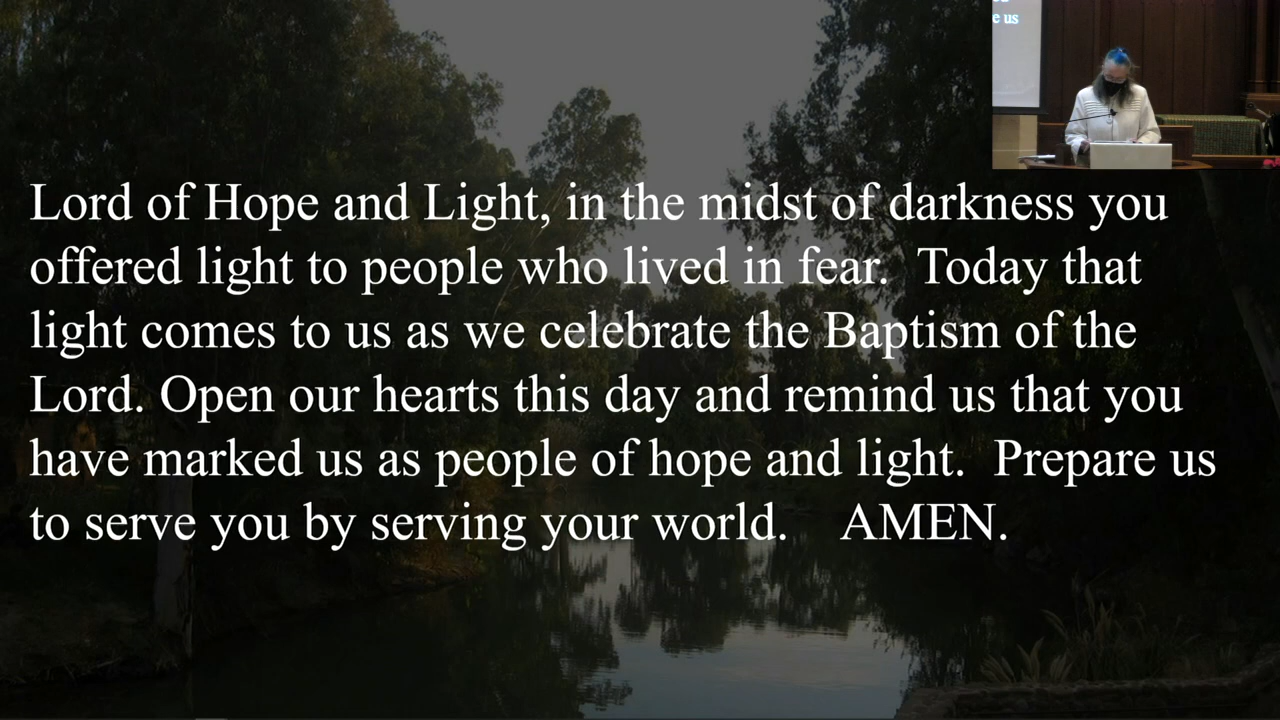 e us
Lord of Hope and Light, in the midst of darkness you
offered light to people who lived in fear.  Today that
light comes to us as we celebrate the Baptism of the
Lord. Open our hearts this day and remind us that you
have marked us as people of hope and light.  Prepare us
to serve you by serving your world.    AMEN.